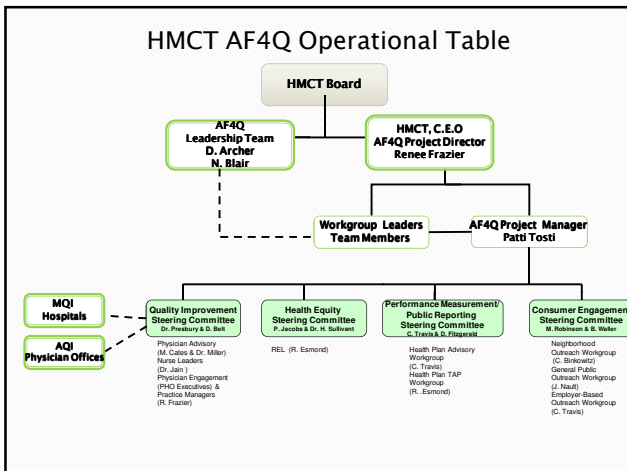 HMCT AF4Q Operational Table
HMCT Board
AF4Q
Leadership Team
D. Archer
N. Blair
HMCT, C.E.O
AF4Q Project Director
Renee Frazier
Workgroup Leaders
Team Members
AF4Q Project Manager
Patti Tosti
MQI
Hospitals
AQI
Physician Offices
Quality Improvement
Steering Committee
Dr. Presbury & D. Belt
Physician Advisory
(M. Cates & Dr. Miller)
Nurse Leaders
(Dr. Jain )
Physician Engagement
(PHO Executives) &
Practice Managers
(R. Frazier)
Health Equity
Steering Committee
P. Jacobs & Dr. H. Sullivant
REL (R. Esmond)
Performance Measurement/
Public Reporting
Steering Committee
C. Travis & D. Fitzgerald
Health Plan Advisory
Workgroup
(C. Travis)
Health Plan TAP
Workgroup
(R. .Esmond)
Consumer Engagement
Steering Committee
M. Robinson & B. Waller
Neighborhood
Outreach Workgroup
(C. Binkowitz)
General Public
Outreach Workgroup
(J. Nault)
Employer-Based
Outreach Workgroup
(C. Travis)